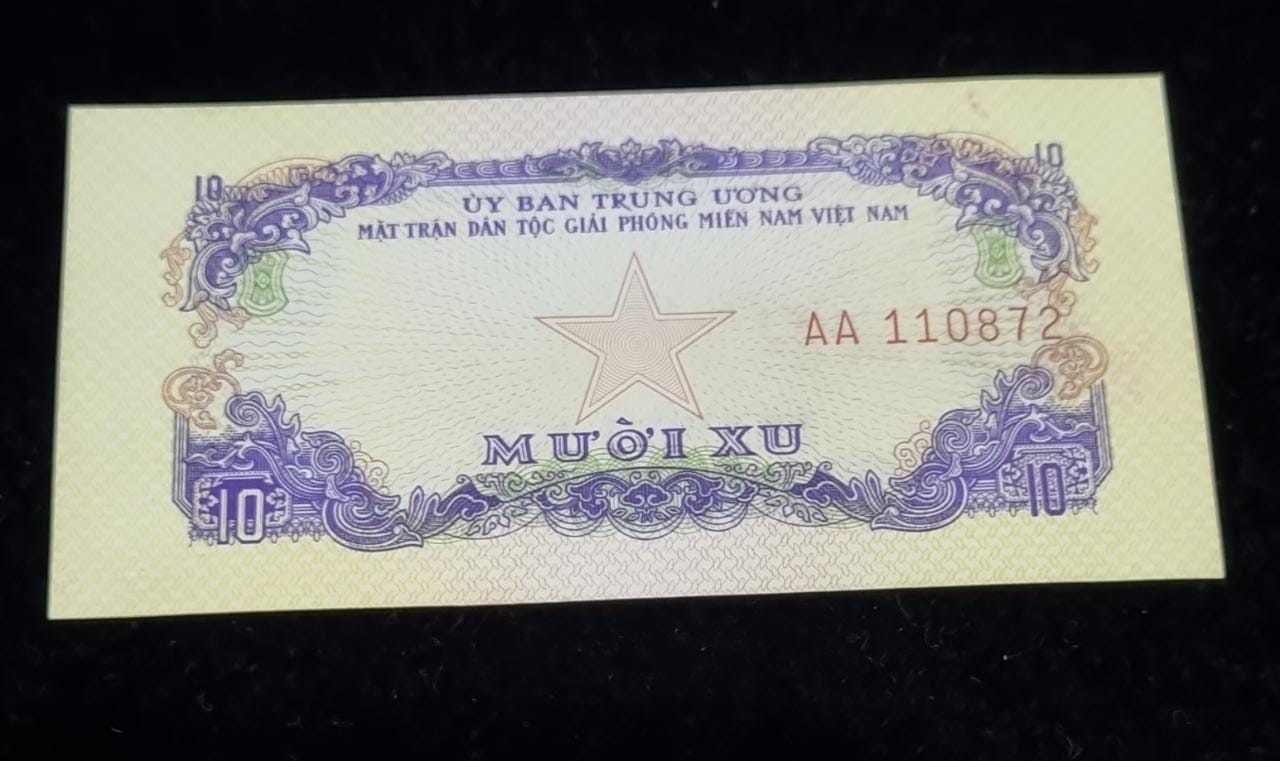 10 10
ỦY BAN TRUNG ƯƠNG
MẶT TRẬN DÂN TỘC GIẢI PHÓNG MIỀN NAM VIỆT NAM
AA 110872
MƯỜI XU
10 10